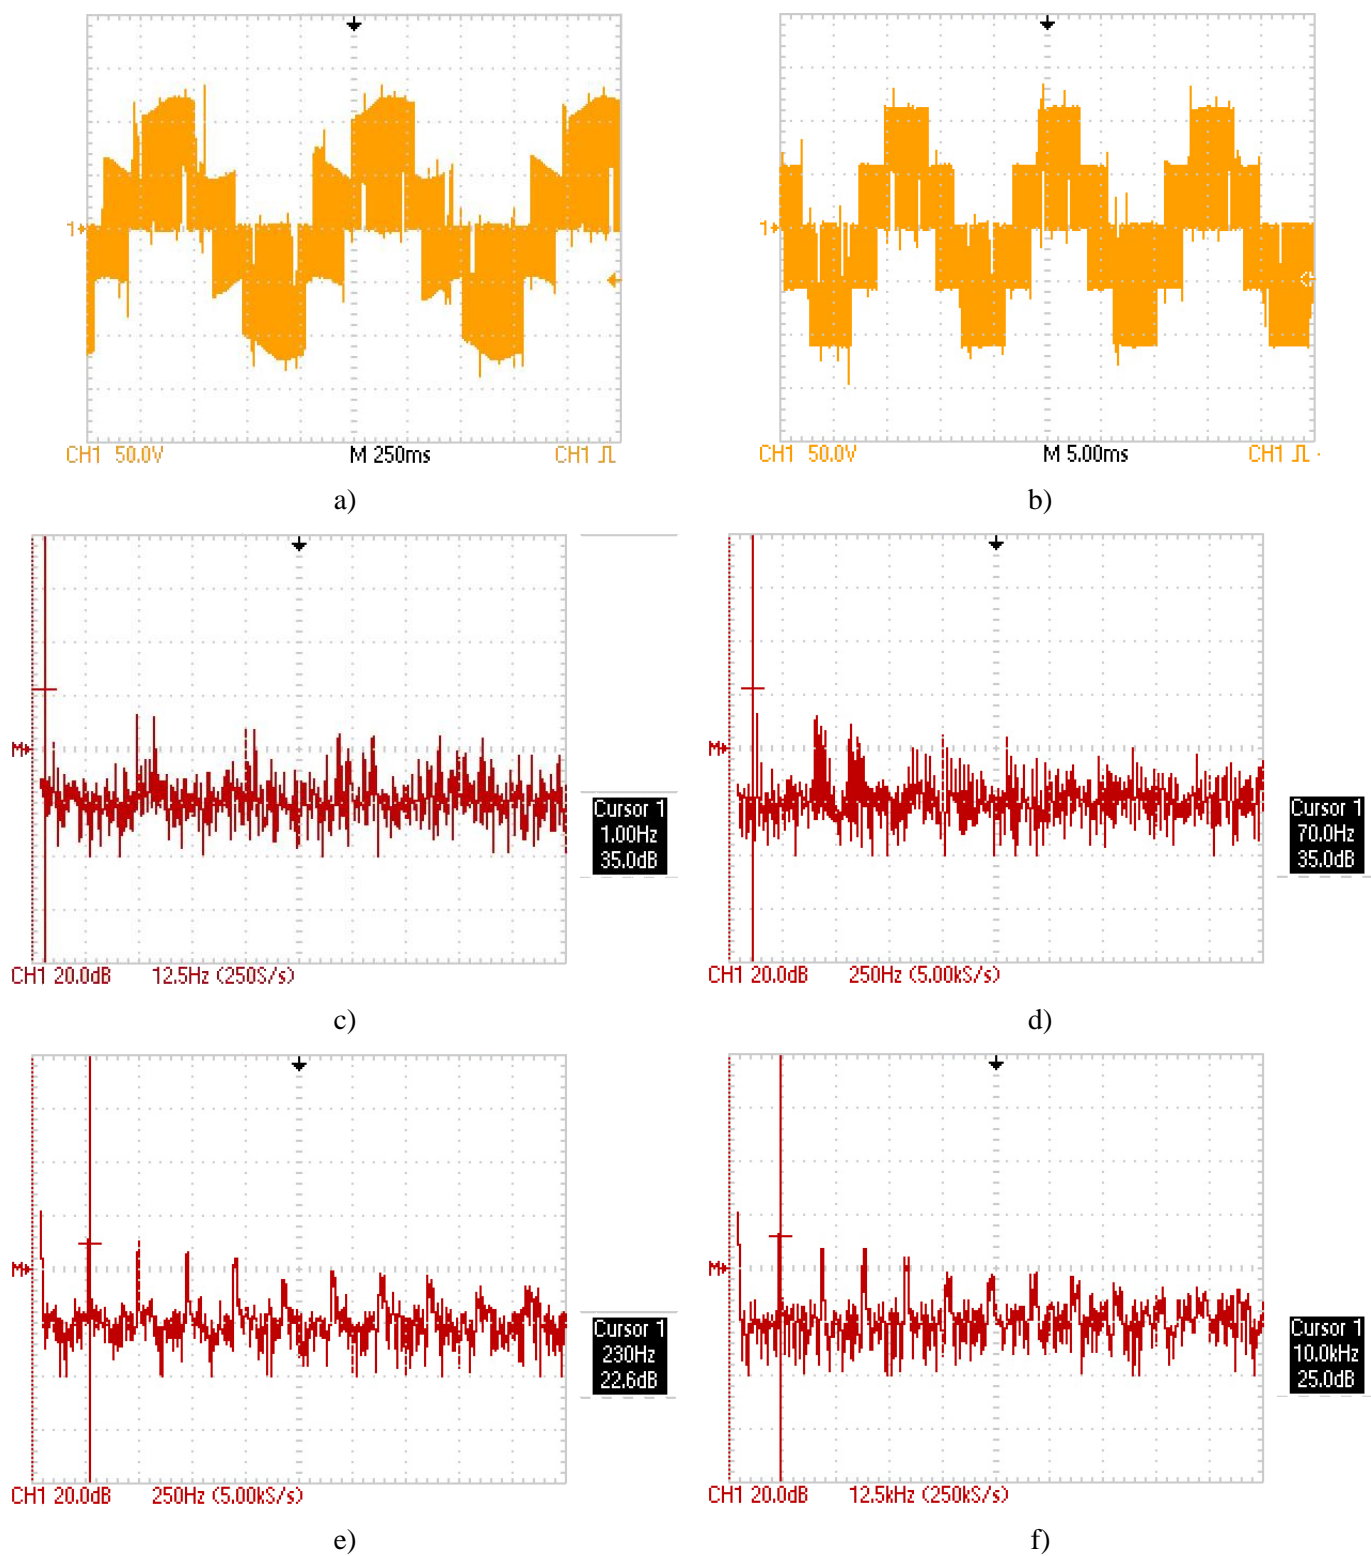 1
CH1 50.0V M 250ms CH1
a)
1
CH1 50.0V M 5.00ms CH1
b)
M
Cursor 1
1.00Hz
35.0dB
CH1 20.0dB 12.5Hz (250S/s)
c)
M
Cursor 1
70.0Hz
35.0dB
CH1 20.0dB 250Hz (5.00kS/s)
d)
M
Cursor 1
230Hz
22.6dB
CH1 20.0dB 250Hz (5.00kS/s)
e)
M
Cursor 1
10.0kHz
25.0dB
CH1 20.0dB 12.5kHz (250kS/s)
f)